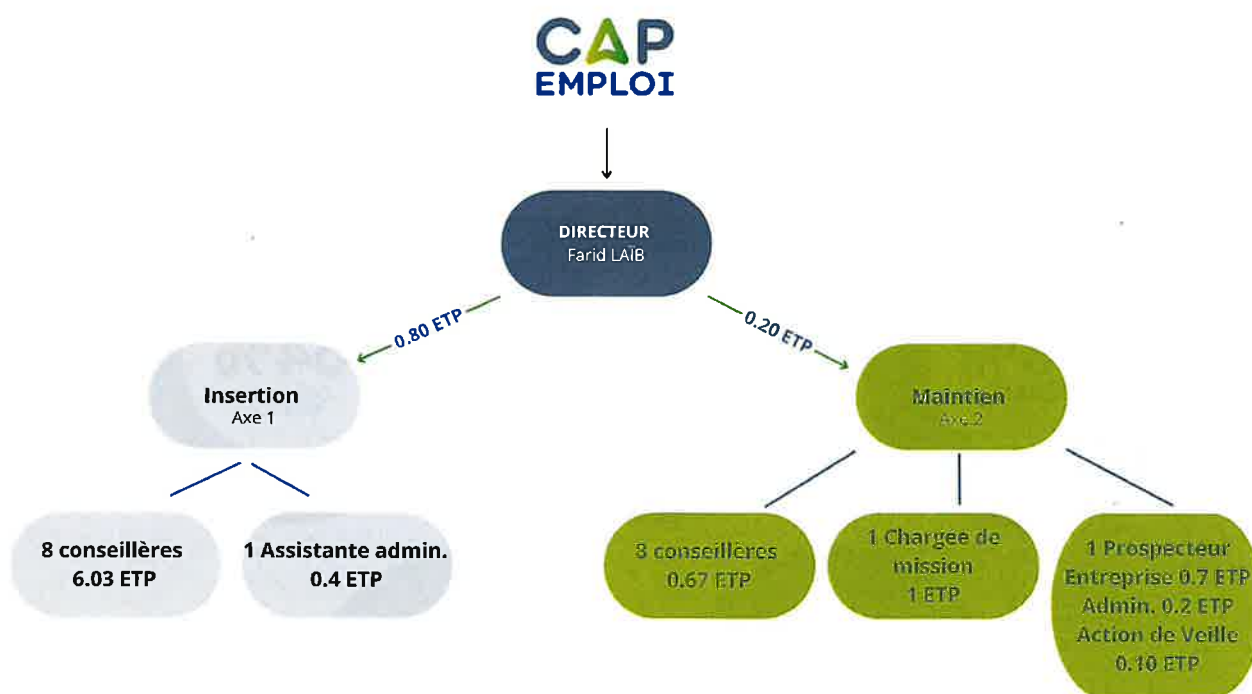 CAP
EMPLOI
DIRECTEUR
Farid LAÏB
0.80 ETP
0.20 ETP
Insertion
Axe 1
Maintien
Axe 2
8 conseillères
6.03 ETP
1 Assistante admin.
0.4 ETP
8 conseillères
0.67 ETP
1 Chargée de
mission
1 ETP
1 Prospecteur
Entreprise 0.7 ETP
Admin. 0.2 ETP
Action de Veille
0.10 ETP